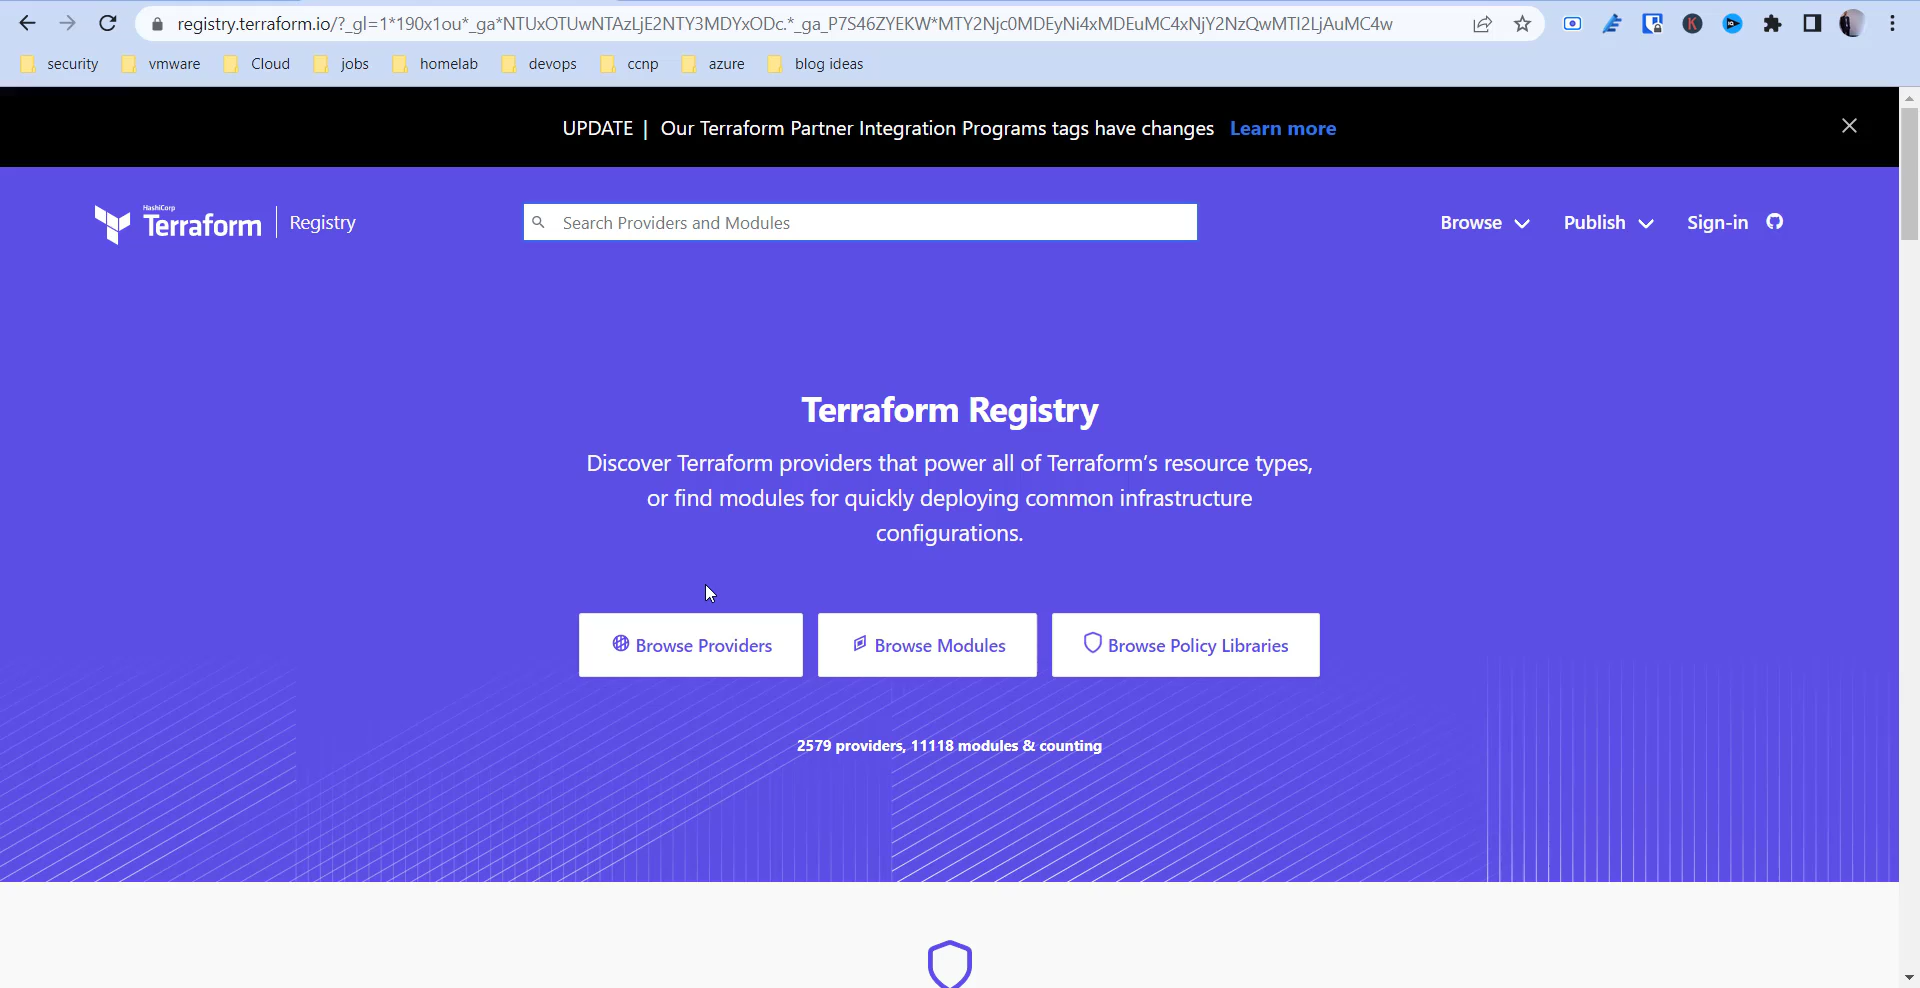 registry.terraform.io/?_gl=1*190x1ou*_ga*NTUxOTUwNTAzLjE2NTY3MDYxODc.*_ga_P7S46ZYEKW*MTY2Njc0MDEyNi4xMDEuMC4xNjY2NzQwMTI2LjAuMC4w
security vmware Cloud jobs homelab devops ccnp azure blog ideas
UPDATE | Our Terraform Partner Integration Programs tags have changes Learn more
HashiCorp
Terraform Registry Search Providers and Modules Browse Publish Sign-in
Terraform Registry
Discover Terraform providers that power all of Terraform’s resource types,
or find modules for quickly deploying common infrastructure
configurations.
Browse Providers Browse Modules Browse Policy Libraries
2579 providers, 11118 modules & counting